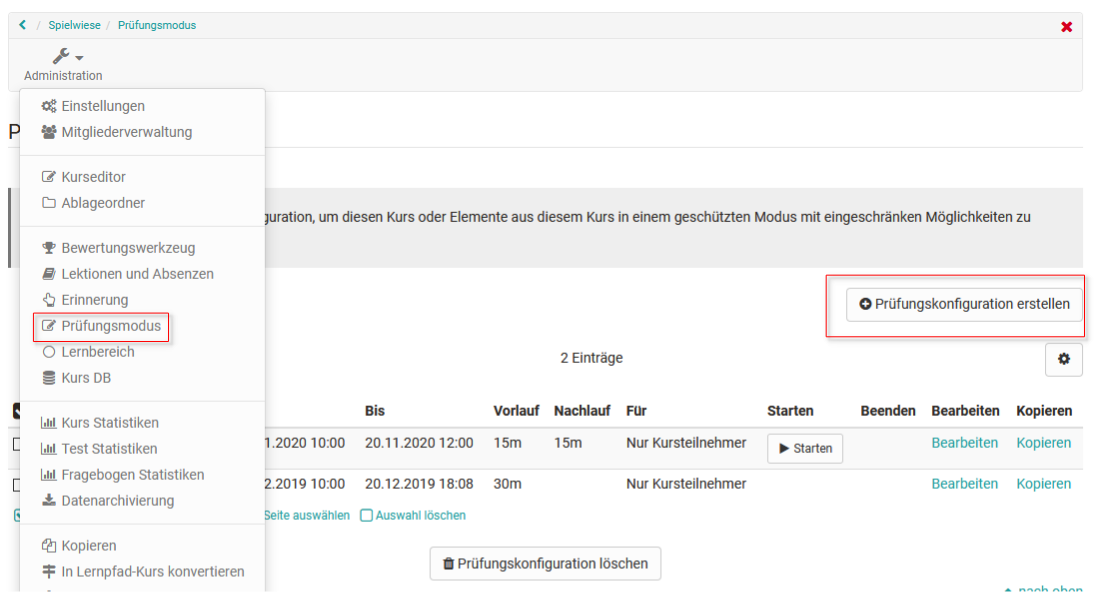 / Spielwiese / Prüfungsmodus
Administration
Einstellungen
P
Mitgliederverwaltung
Kurseditor
Ablageordner
guration, um diesen Kurs oder Elemente aus diesem Kurs in einem geschützten Modus mit eingeschränken Möglichkeiten zu
Bewertungswerkzeug
Lektionen und Absenzen
Erinnerung
Prüfungskonfiguration erstellen
Prüfungsmodus
Lernbereich
2 Einträge
Kurs DB
Bis Vorlauf Nachlauf Für Starten Beenden Bearbeiten Kopieren
Kurs Statistiken
1.2020 10:00 20.11.2020 12:00 15m 15m Nur Kursteilnehmer Starten Bearbeiten Kopieren
Test Statistiken
Fragebogen Statistiken
2.2019 10:00 20.12.2019 18:08 30m Nur Kursteilnehmer Bearbeiten Kopieren
Datenarchivierung
Seite auswählen Auswahl löschen
Kopieren
Prüfungskonfiguration löschen
In Lernpfad-Kurs konvertieren
nach oben